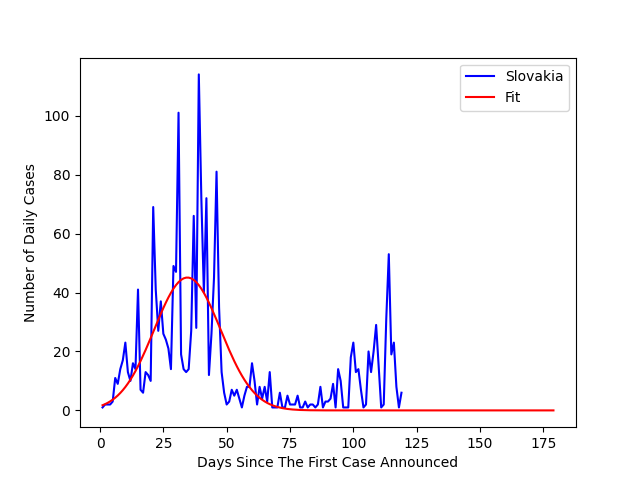 Slovakia
Fit
Number of Daily Cases
100
80
60
40
20
0
0 25 50 75 100 125 150 175
Days Since The First Case Announced